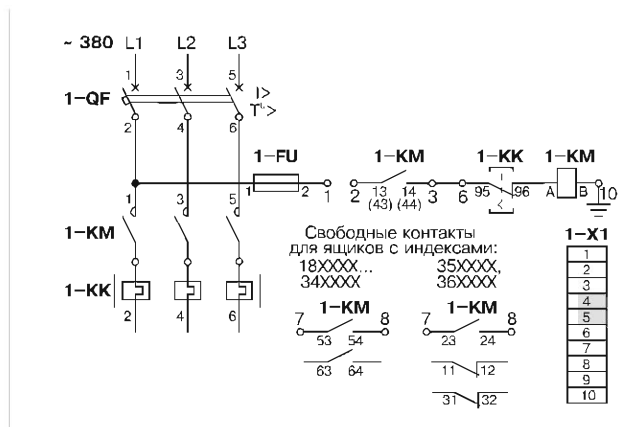 ~ 380 L1 L2 L3
1 3 5
1-QF I>
T>
2 4 6
1-FU 1-KM 1-KK 1-KM
1 2 1 2 13 14 3 6 95 96 A B 10
(43) (44)
1 3 5
1-KM
1-KK
2 4 6
Свободные контакты
для ящиков с индексами:
18XXXX... 35XXXX,
34XXXX 36XXXX
1-KM 1-KM
7 8 7 8
53 54 23 24
63 64 11 12
31 32
1-X1
1
2
3
4
5
6
7
8
9
10